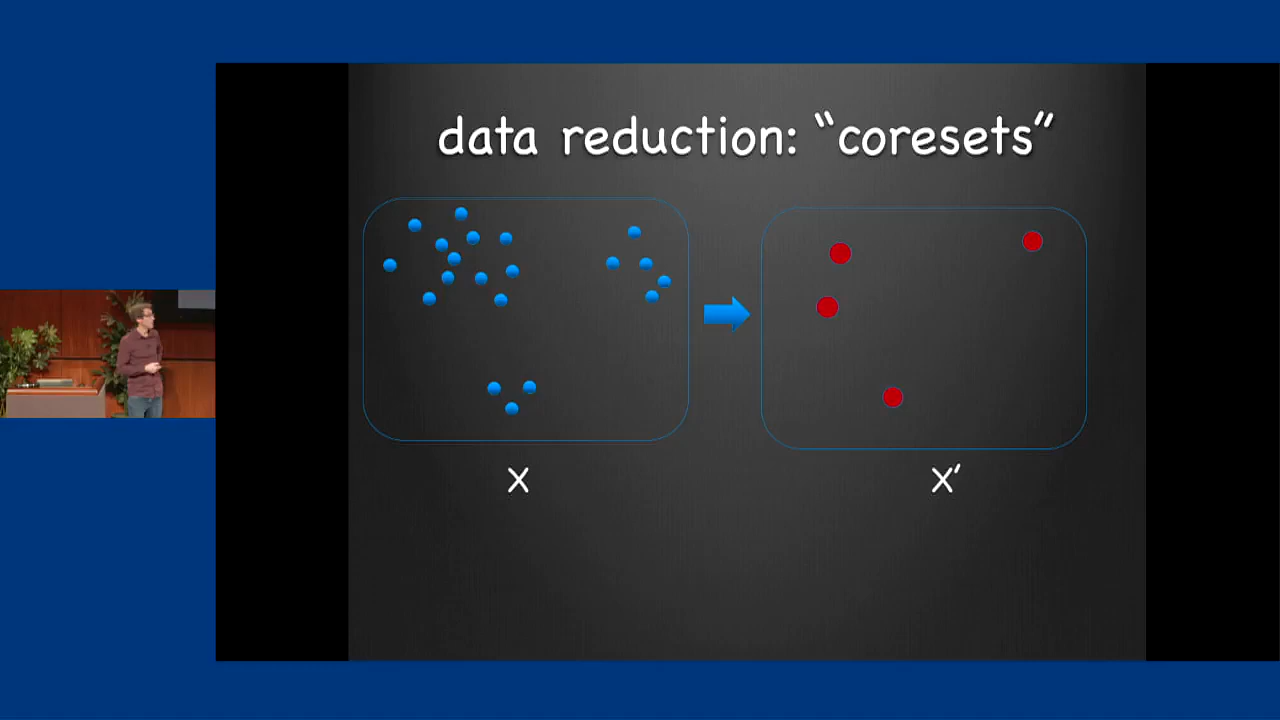 data reduction: “coresets”
X
X′